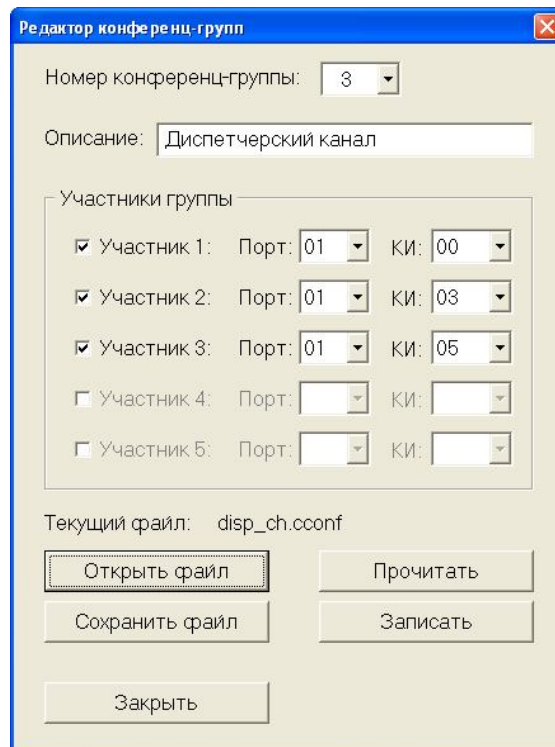 Редактор конференц-групп
Номер конференц-группы: 3
Описание: Диспетчерский канал
Участники группы
Участник 1: Порт: 01 КИ: 00
Участник 2: Порт: 01 КИ: 03
Участник 3: Порт: 01 КИ: 05
Участник 4: Порт: КИ:
Участник 5: Порт: КИ:
Текущий файл: disp_ch.cconf
Открыть файл Прочитать
Сохранить файл Записать
Закрыть